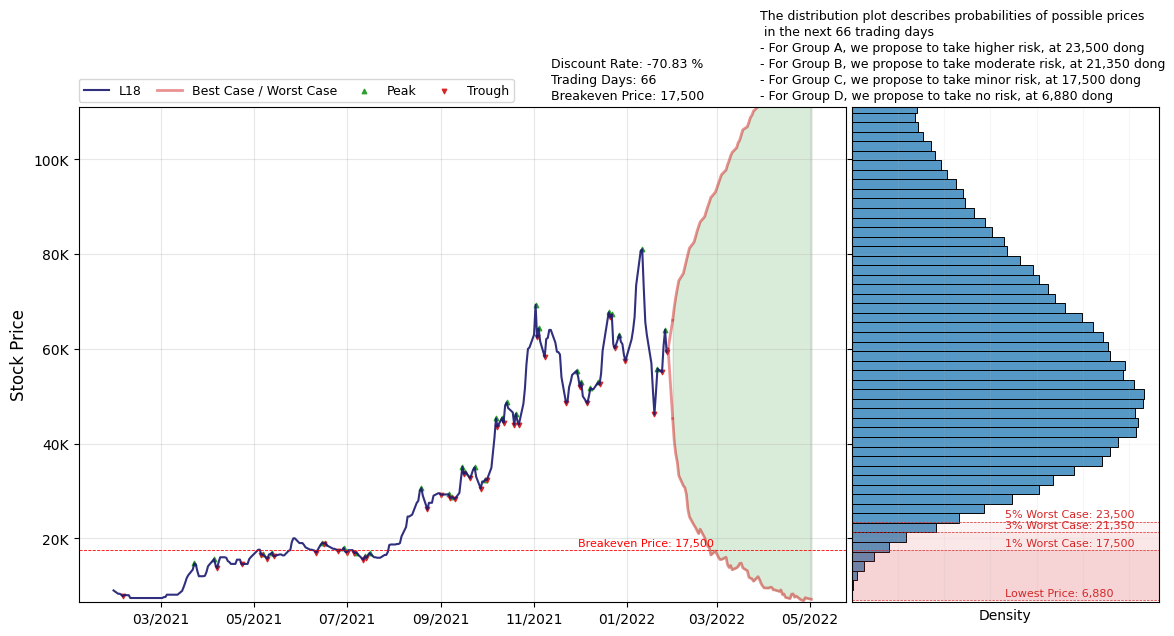 The distribution plot describes probabilities of possible prices
in the next 66 trading days
- For Group A, we propose to take higher risk, at 23,500 dong
- For Group B, we propose to take moderate risk, at 21,350 dong
- For Group C, we propose to take minor risk, at 17,500 dong
- For Group D, we propose to take no risk, at 6,880 dong
Discount Rate: -70.83 %
Trading Days: 66
Breakeven Price: 17,500
L18
Best Case / Worst Case
Peak
Trough
Stock Price
100K
80K
60K
40K
20K
Breakeven Price: 17,500
5% Worst Case: 23,500
3% Worst Case: 21,350
1% Worst Case: 17,500
Lowest Price: 6,880
03/2021
05/2021
07/2021
09/2021
11/2021
01/2022
03/2022
05/2022
Density